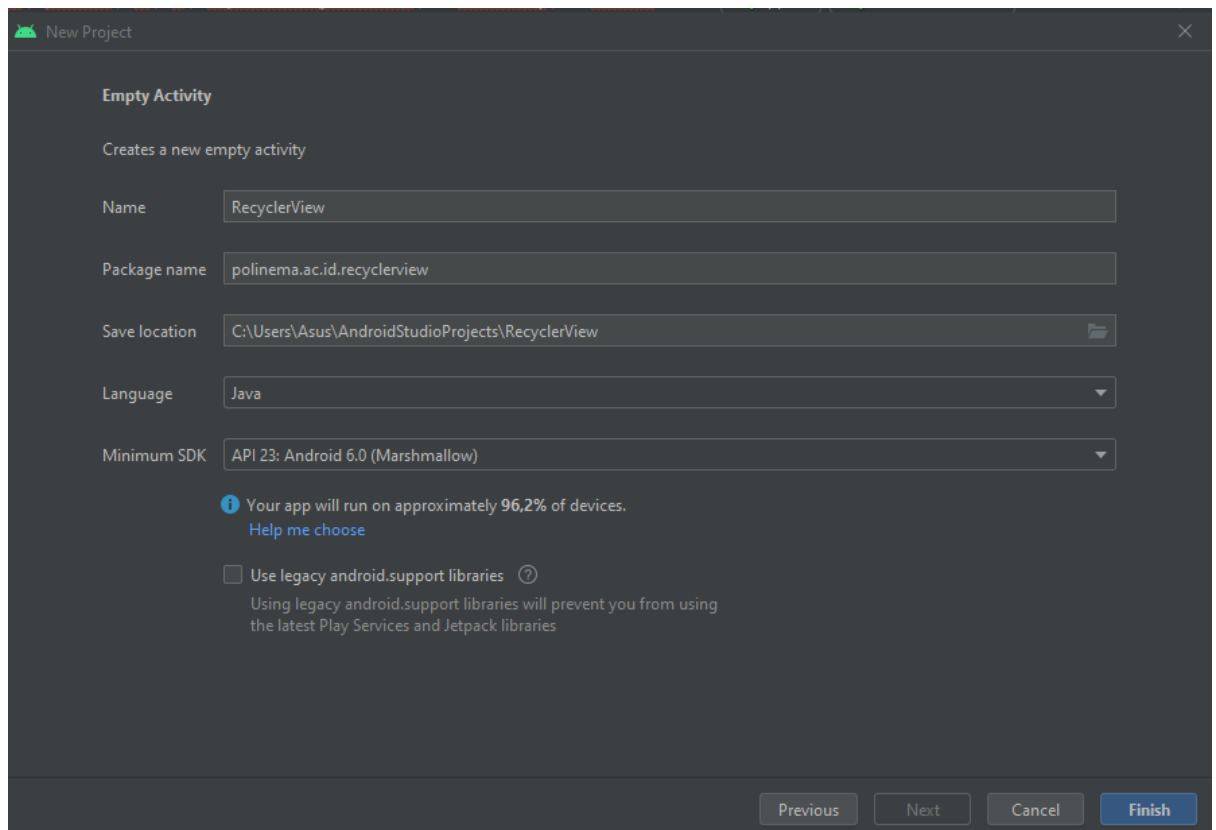 New Project
Empty Activity
Creates a new empty activity
Name
RecyclerView
Package name
polinema.ac.id.recyclerview
Save location
C:\Users\Asus\AndroidStudioProjects\RecyclerView
Language
Java
Minimum SDK
API 23: Android 6.0 (Marshmallow)
Your app will run on approximately 96,2% of devices.
Help me choose
Use legacy android.support libraries
Using legacy android.support libraries will prevent you from using
the latest Play Services and Jetpack libraries
Previous
Next
Cancel
Finish